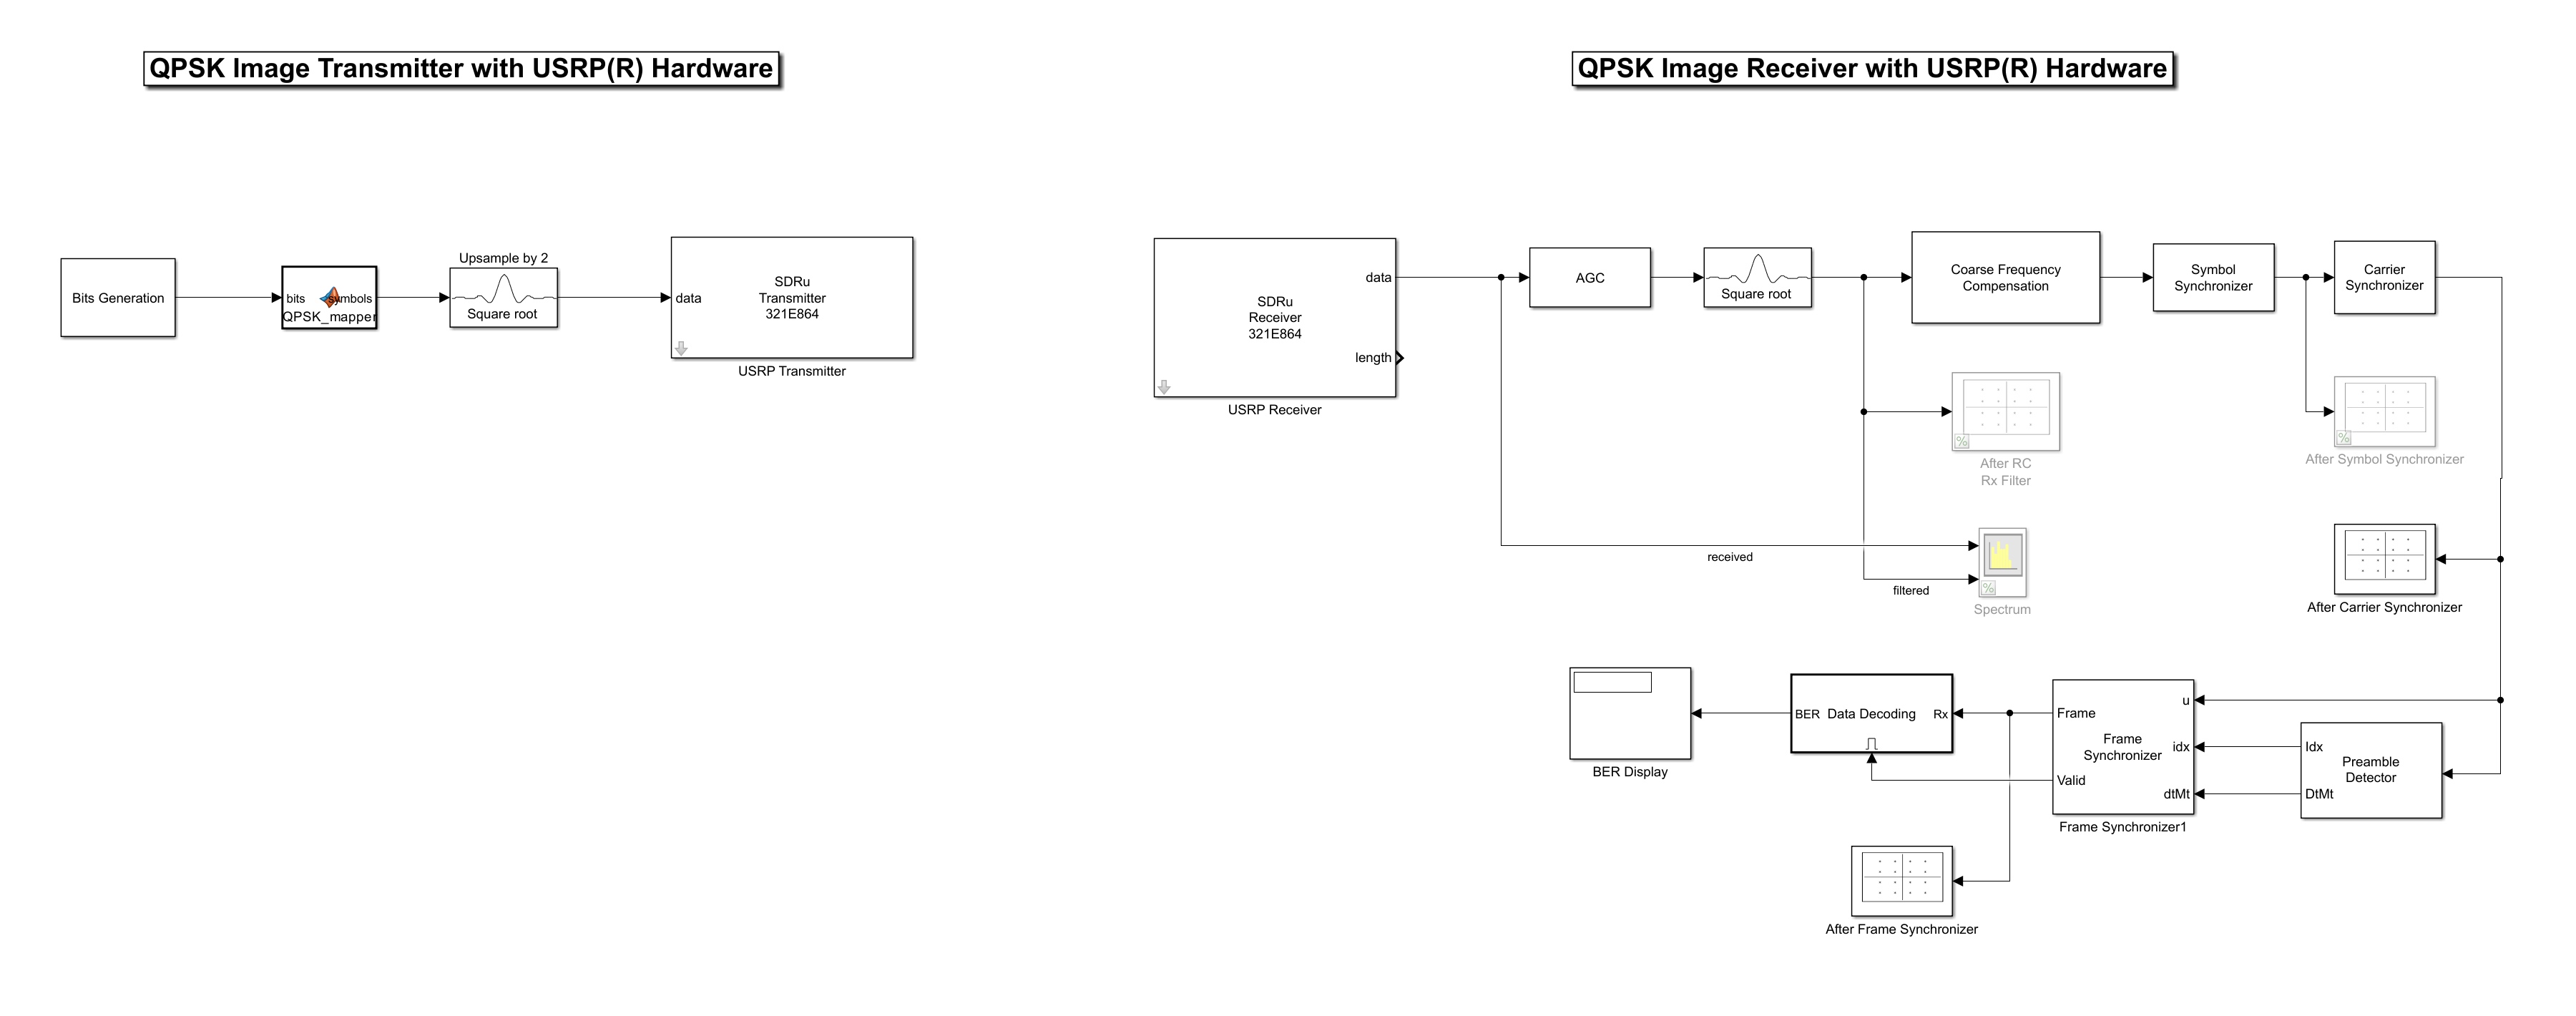 QPSK Image Transmitter with USRP(R) Hardware
Bits Generation
bits
symbols
QPSK_mapper
Upsample by 2
Square root
data
SDRu
Transmitter
321E864
USRP Transmitter
QPSK Image Receiver with USRP(R) Hardware
SDRu
Receiver
321E864
data
length
USRP Receiver
AGC
Square root
Coarse Frequency
Compensation
Symbol
Synchronizer
Carrier
Synchronizer
%
After RC
Rx Filter
%
After Symbol Synchronizer
received
filtered
%
Spectrum
After Carrier Synchronizer
BER Display
BER
Data Decoding
Rx
Frame
Valid
Frame
Synchronizer
u
idx
dtMt
Frame Synchronizer1
Idx
DtMt
Preamble
Detector
After Frame Synchronizer